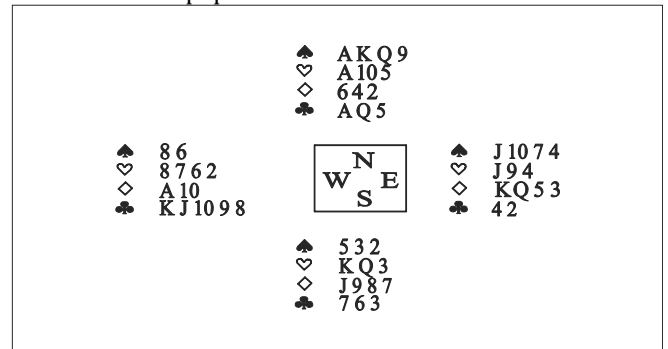 ♠ A K Q 9
♡ A 10 5
◇ 6 4 2
♣ A Q 5
♠ 8 6
♡ 8 7 6 2
◇ A 10
♣ K J 10 9 8
N
W E
S
♠ J 10 7 4
♡ J 9 4
◇ K Q 5 3
♣ 4 2
♠ 5 3 2
♡ K Q 3
◇ J 9 8 7
♣ 7 6 3